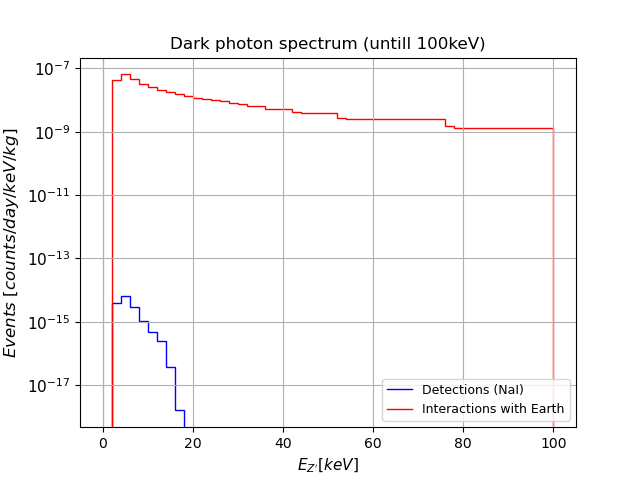 Dark photon spectrum (untill 100keV)
Events [counts/day/keV/kg]
10⁻⁷
10⁻⁹
10⁻¹¹
10⁻¹³
10⁻¹⁵
10⁻¹⁷
Detections (NaI)
Interactions with Earth
0 20 40 60 80 100
E_{Z'}[keV]